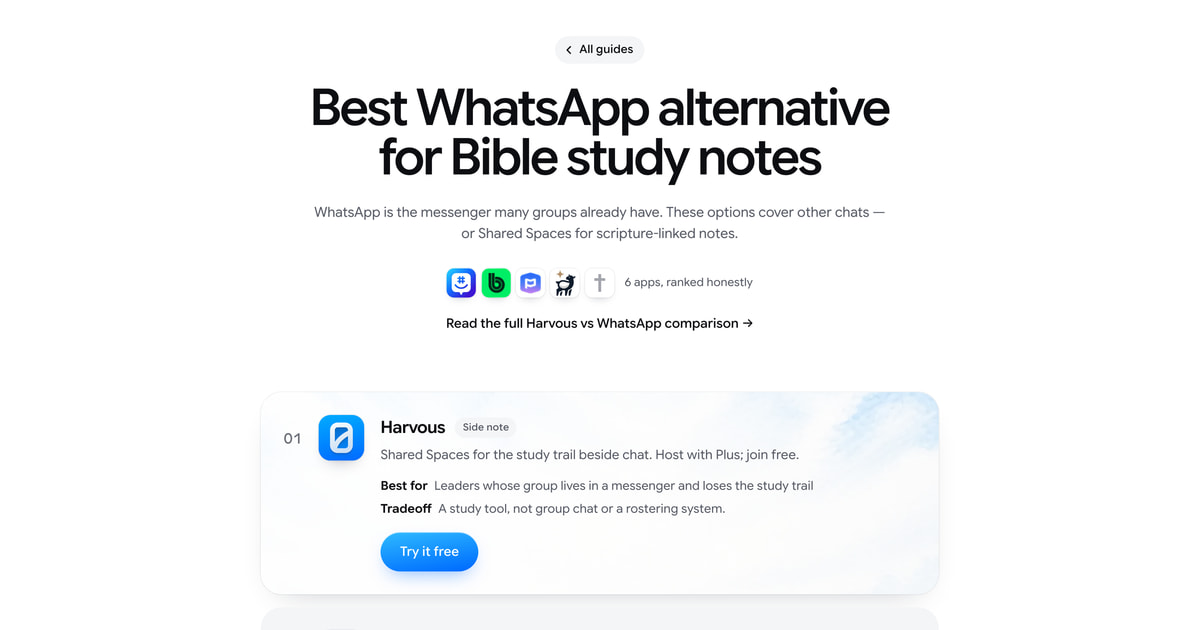 All guides
Best WhatsApp alternative
for Bible study notes
WhatsApp is the messenger many groups already have. These options cover other chats —
or Shared Spaces for scripture-linked notes.
6 apps, ranked honestly
Read the full Harvous vs WhatsApp comparison →
01
Harvous Side note
Shared Spaces for the study trail beside chat. Host with Plus; join free.
Best for Leaders whose group lives in a messenger and loses the study trail
Tradeoff A study tool, not group chat or a rostering system.
Try it free